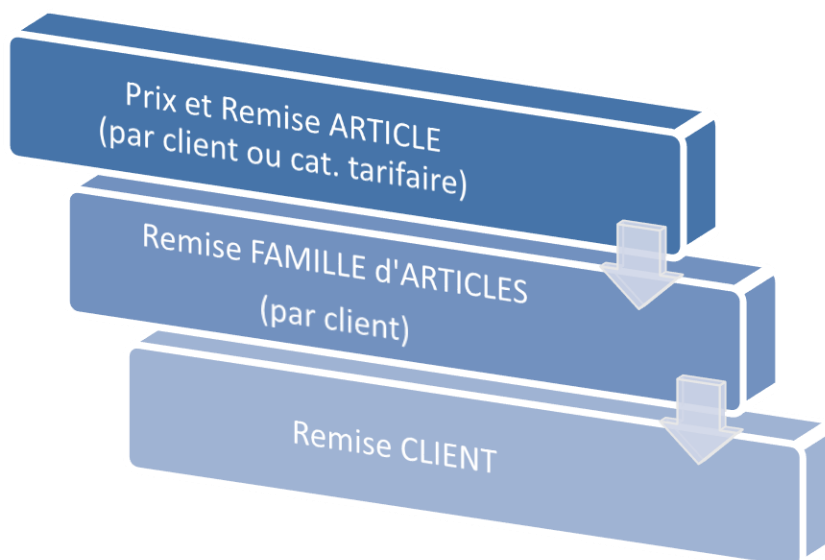 Prix et Remise ARTICLE
(par client ou cat. tarifaire)
Remise FAMILLE d'ARTICLES
(par client)
Remise CLIENT